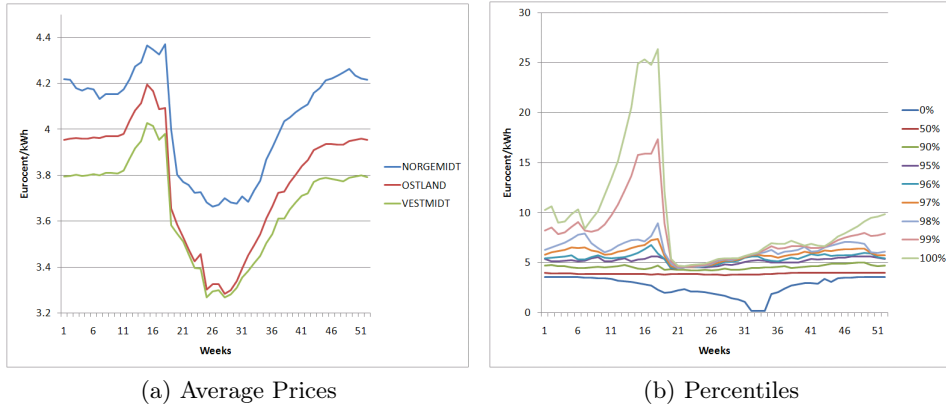 4.4
4.2
4
3.8
3.6
3.4
3.2
Eurocent/kWh
1 6 11 16 21 26 31 36 41 46 51
Weeks
NORGEMIDT
OSTLAND
VESTMIDT
(a) Average Prices
30
25
20
15
10
5
0
Eurocent/kWh
1 6 11 16 21 26 31 36 41 46 51
Weeks
0%
50%
90%
95%
96%
97%
98%
99%
100%
(b) Percentiles